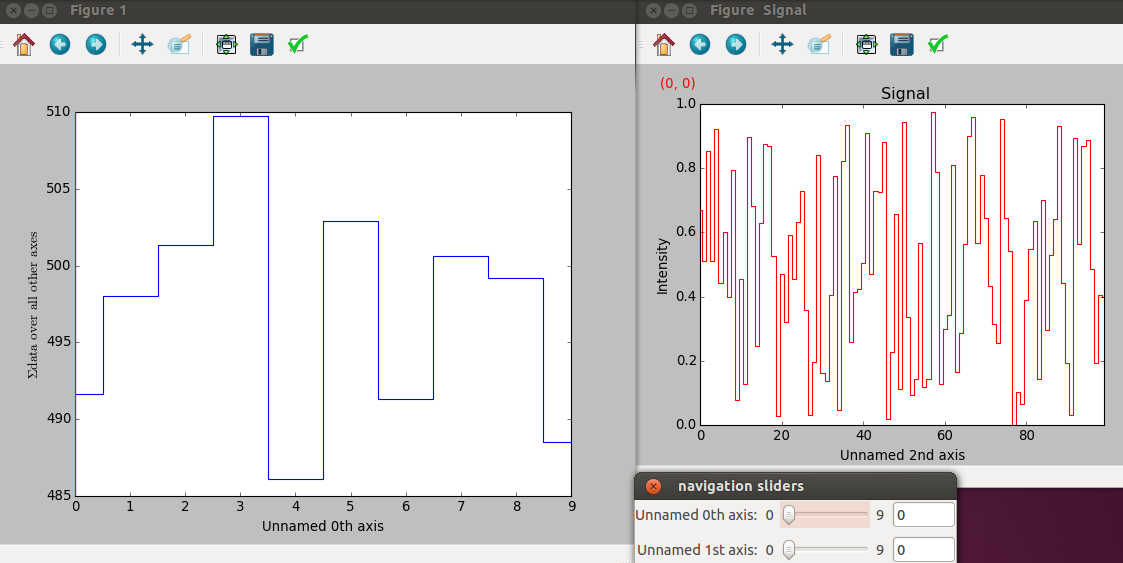 Figure 1
510
505
500
495
490
485
Σdata over all other axes
0 1 2 3 4 5 6 7 8 9
Unnamed 0th axis
Figure Signal
(0, 0)
Signal
1.0
0.8
0.6
0.4
0.2
0.0
Intensity
0 20 40 60 80
Unnamed 2nd axis
navigation sliders
Unnamed 0th axis: 0 9 0
Unnamed 1st axis: 0 9 0